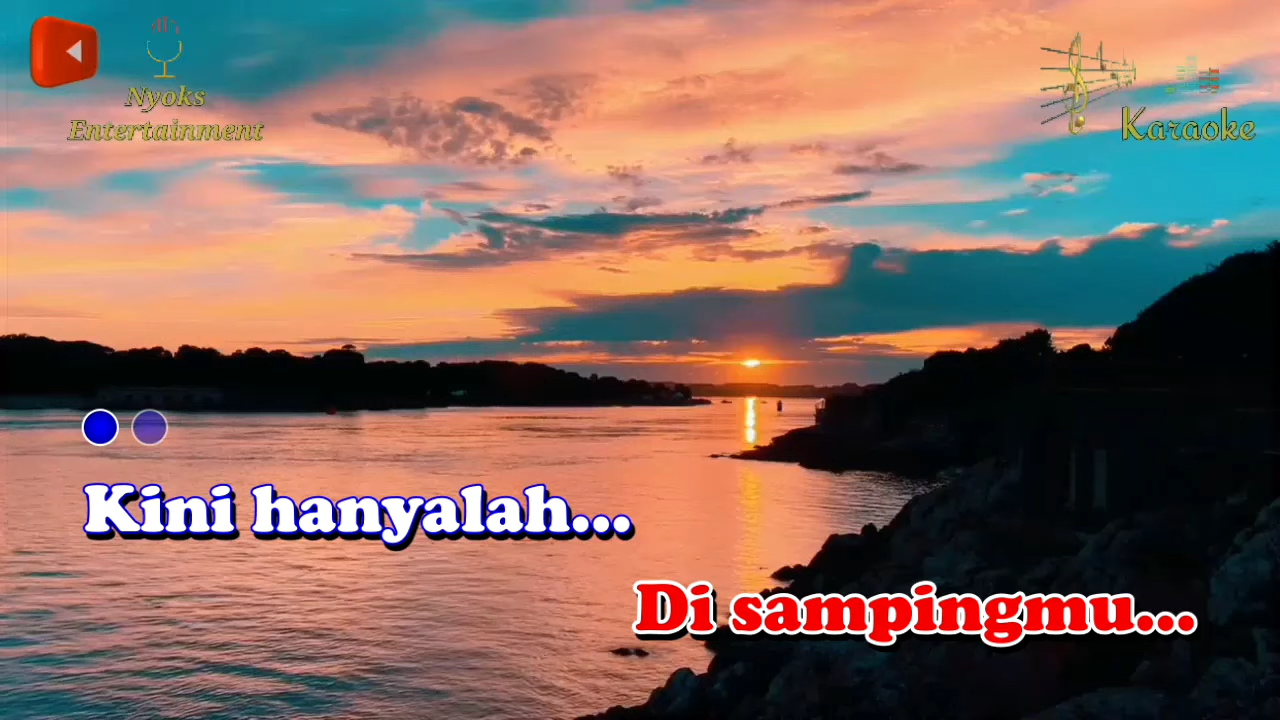 Nyoks
Entertainment
Karaoke
Kini hanyalah...
Di sampingmu...